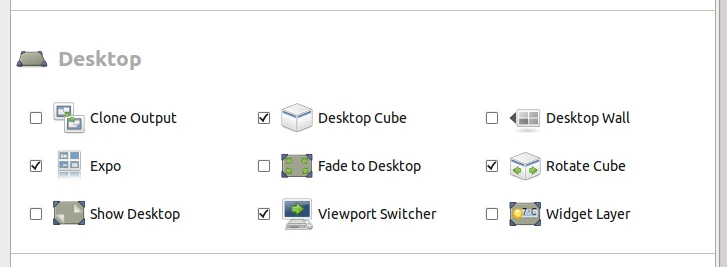 Desktop
Clone Output
Desktop Cube
Desktop Wall
Expo
Fade to Desktop
Rotate Cube
Show Desktop
Viewport Switcher
7°C
Widget Layer